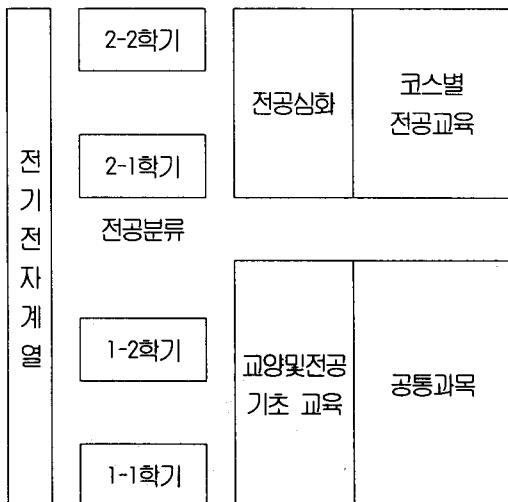 전기전자계열
2-2학기
2-1학기
전공분류
1-2학기
1-1학기
전공심화
코스별
전공교육
교양및전공
기초 교육
공통과목